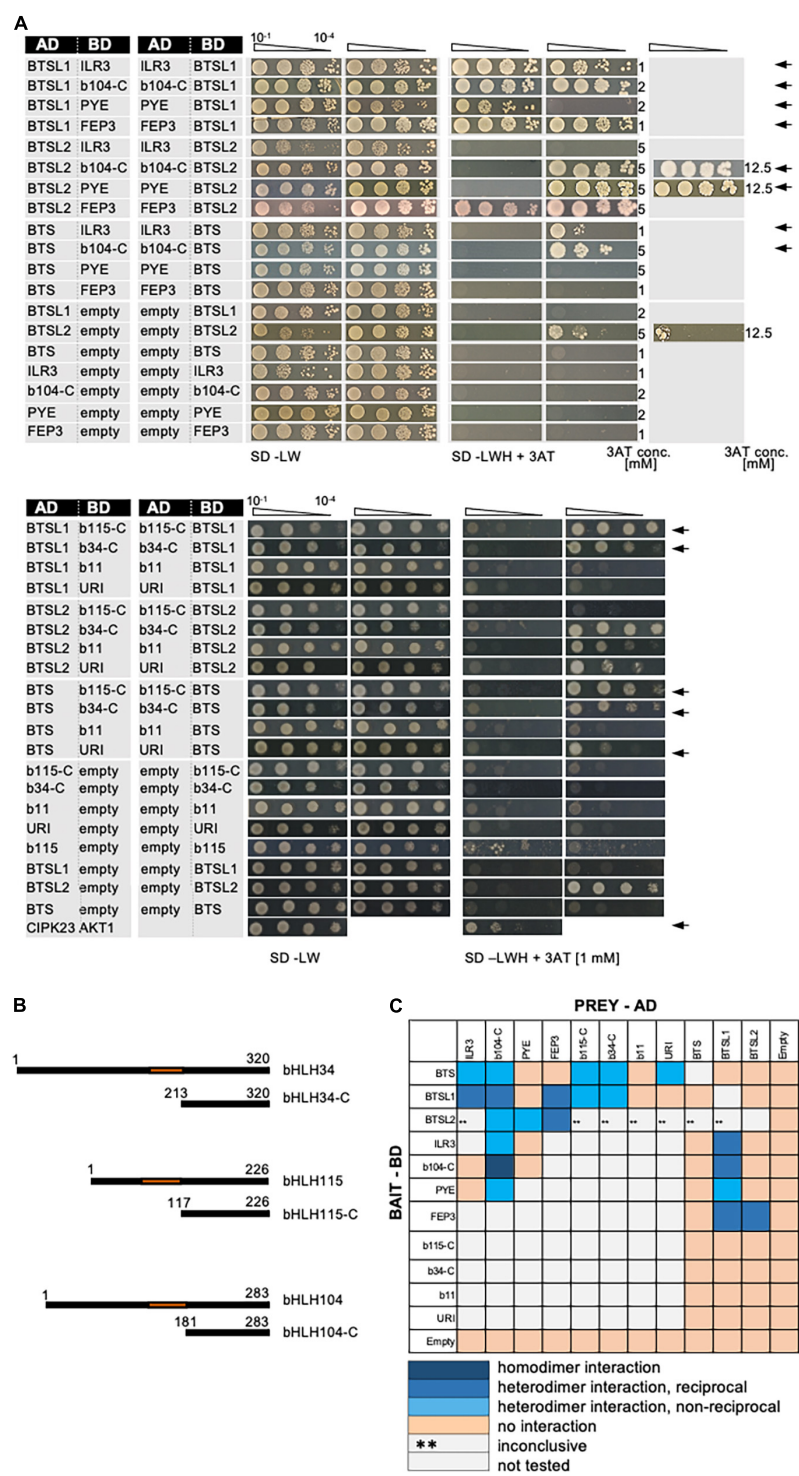 A
AD BD AD BD 10-1 10-4
BTSL1 ILR3 ILR3 BTSL1 1
BTSL1 b104-C b104-C BTSL1 2
BTSL1 PYE PYE BTSL1 2
BTSL1 FEP3 FEP3 BTSL1 1
BTSL2 ILR3 ILR3 BTSL2 5
BTSL2 b104-C b104-C BTSL2 5 12.5
BTSL2 PYE PYE BTSL2 5 12.5
BTSL2 FEP3 FEP3 BTSL2 5
BTS ILR3 ILR3 BTS 1
BTS b104-C b104-C BTS 5
BTS PYE PYE BTS 5
BTS FEP3 FEP3 BTS 1
BTSL1 empty empty BTSL1 2
BTSL2 empty empty BTSL2 5 12.5
BTS empty empty BTS 1
ILR3 empty empty ILR3 1
b104-C empty empty b104-C 2
PYE empty empty PYE 2
FEP3 empty empty FEP3 1
SD -LW SD -LWH + 3AT 3AT conc. 3AT conc.
[mM] [mM]
AD BD AD BD 10-1 10-4
BTSL1 b115-C b115-C BTSL1
BTSL1 b34-C b34-C BTSL1
BTSL1 b11 b11 BTSL1
BTSL1 URI URI BTSL1
BTSL2 b115-C b115-C BTSL2
BTSL2 b34-C b34-C BTSL2
BTSL2 b11 b11 BTSL2
BTSL2 URI URI BTSL2
BTS b115-C b115-C BTS
BTS b34-C b34-C BTS
BTS b11 b11 BTS
BTS URI URI BTS
b115-C empty empty b115-C
b34-C empty empty b34-C
b11 empty empty b11
URI empty empty URI
b115 empty empty b115
BTSL1 empty empty BTSL1
BTSL2 empty empty BTSL2
BTS empty empty BTS
CIPK23 AKT1
SD -LW SD –LWH + 3AT [1 mM]
B
1 320 bHLH34
213 320 bHLH34-C
1 226 bHLH115
117 226 bHLH115-C
1 283 bHLH104
181 283 bHLH104-C
C
PREY - AD
ILR3 b104-C PYE FEP3 b115-C b34-C b11 URI BTS BTSL1 BTSL2 Empty
BAIT - BD
BTS
BTSL1
BTSL2 ** ** ** ** ** ** **
ILR3
b104-C
PYE
FEP3
b115-C
b34-C
b11
URI
Empty
homodimer interaction
heterodimer interaction, reciprocal
heterodimer interaction, non-reciprocal
no interaction
** inconclusive
not tested